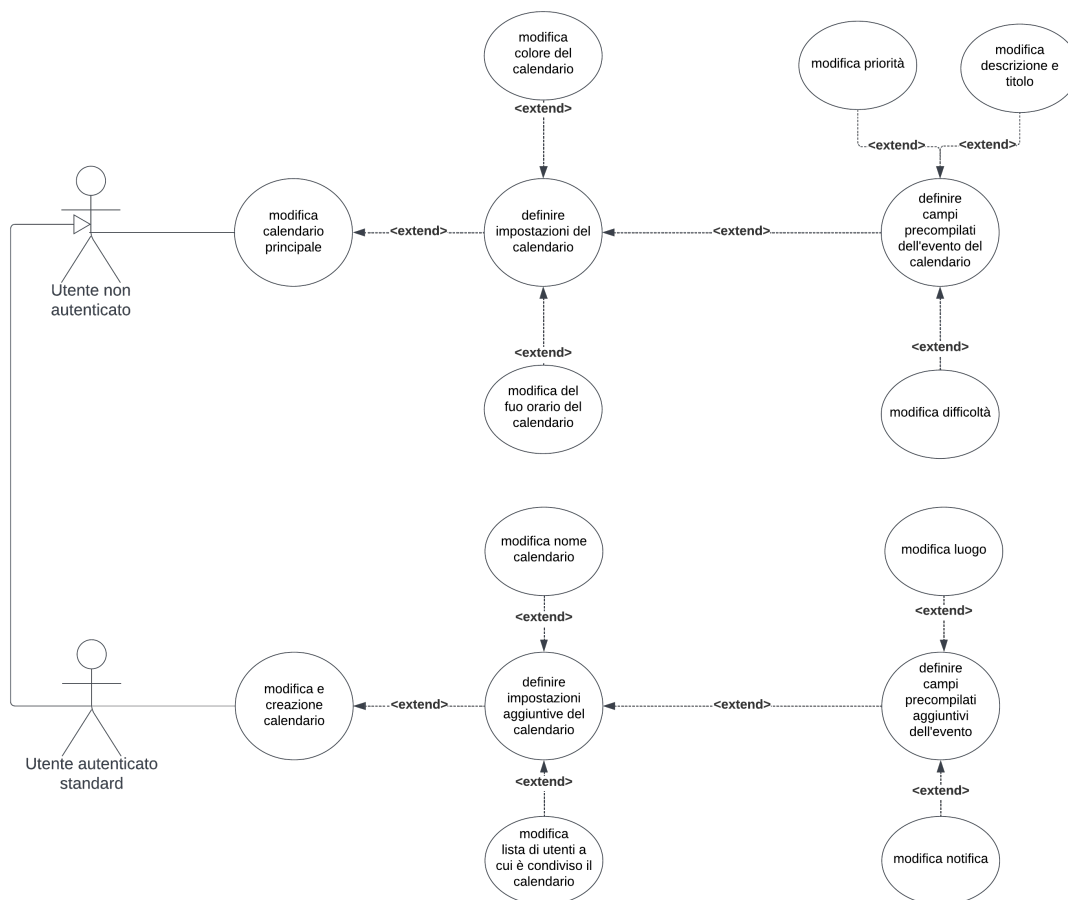 modifica
colore del
calendario
modifica priorità
modifica
descrizione e
titolo
<extend>
<extend>
<extend>
modifica
calendario
principale
<extend>
definire
impostazioni del
calendario
<extend>
definire
campi
precompilati
dell'evento del
calendario
Utente non
autenticato
<extend>
<extend>
modifica del
fuo orario del
calendario
modifica difficoltà
modifica nome
calendario
modifica luogo
<extend>
<extend>
modifica e
creazione
calendario
<extend>
definire
impostazioni
aggiuntive del
calendario
<extend>
definire
campi
precompilati
aggiuntivi
dell'evento
Utente autenticato
standard
<extend>
<extend>
modifica
lista di utenti a
cui è condiviso il
calendario
modifica notifica